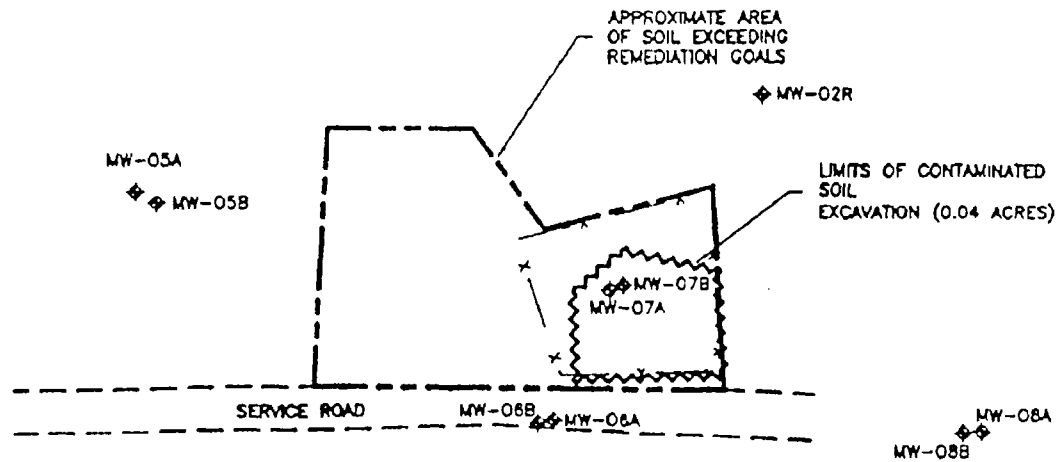 APPROXIMATE AREA
OF SOIL EXCEEDING
REMEDIATION GOALS
MW-02R
MW-05A
MW-05B
LIMITS OF CONTAMINATED
SOIL
EXCAVATION (0.04 ACRES)
MW-07B
MW-07A
SERVICE ROAD
MW-06B
MW-06A
MW-08A
MW-08B